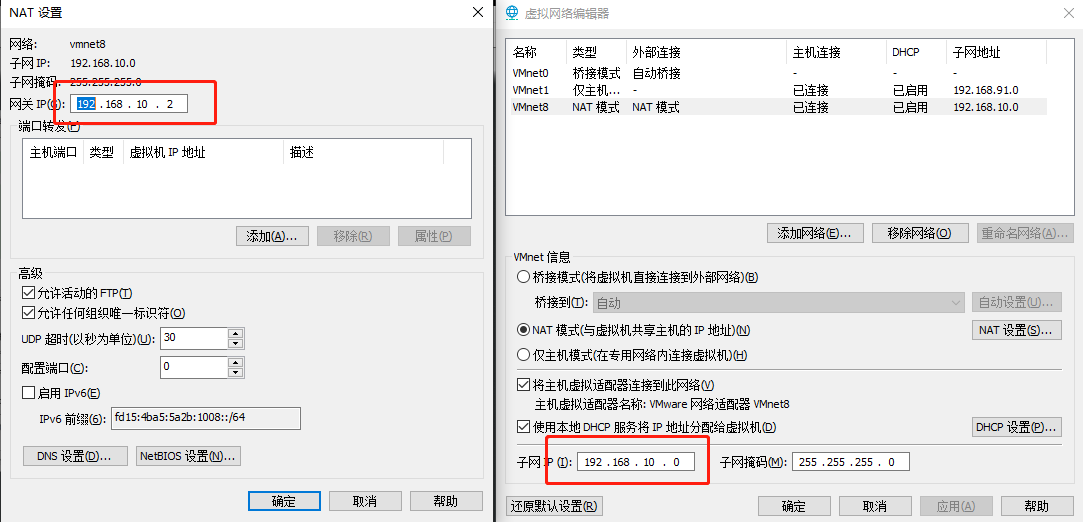 NAT 设置
网络: vmnet8
子网 IP: 192.168.10.0
子网掩码: 255.255.255.0
网关 IP(G): 192 . 168 . 10 . 2
端口转发(F)
主机端口 类型 虚拟机 IP 地址 描述
添加(A)... 移除(R) 属性(P)
高级
允许活动的 FTP(T)
允许任何组织唯一标识符(O)
UDP 超时(以秒为单位)(U): 30
配置端口(C): 0
启用 IPv6(E)
IPv6 前缀(6): fd15:4ba5:5a2b:1008::/64
DNS 设置(D)... NetBIOS 设置(N)...
确定 取消 帮助
虚拟网络编辑器
名称 类型 外部连接 主机连接 DHCP 子网地址
VMnet0 桥接模式 自动桥接 - - -
VMnet1 仅主机... - 已连接 已启用 192.168.91.0
VMnet8 NAT 模式 NAT 模式 已连接 已启用 192.168.10.0
添加网络(E)... 移除网络(O) 重命名网络(A)...
VMnet 信息
桥接模式(将虚拟机直接连接到外部网络)(B)
桥接到(T): 自动 自动设置(U)...
NAT 模式(与虚拟机共享主机的 IP 地址)(N) NAT 设置(S)...
仅主机模式(在专用网络内连接虚拟机)(H)
将主机虚拟适配器连接到此网络(V)
主机虚拟适配器名称: VMware 网络适配器 VMnet8
使用本地 DHCP 服务将 IP 地址分配给虚拟机(D) DHCP 设置(P)...
子网 IP (I): 192 . 168 . 10 . 0 子网掩码(M): 255 . 255 . 255 . 0
还原默认设置(R) 确定 取消 应用(A) 帮助